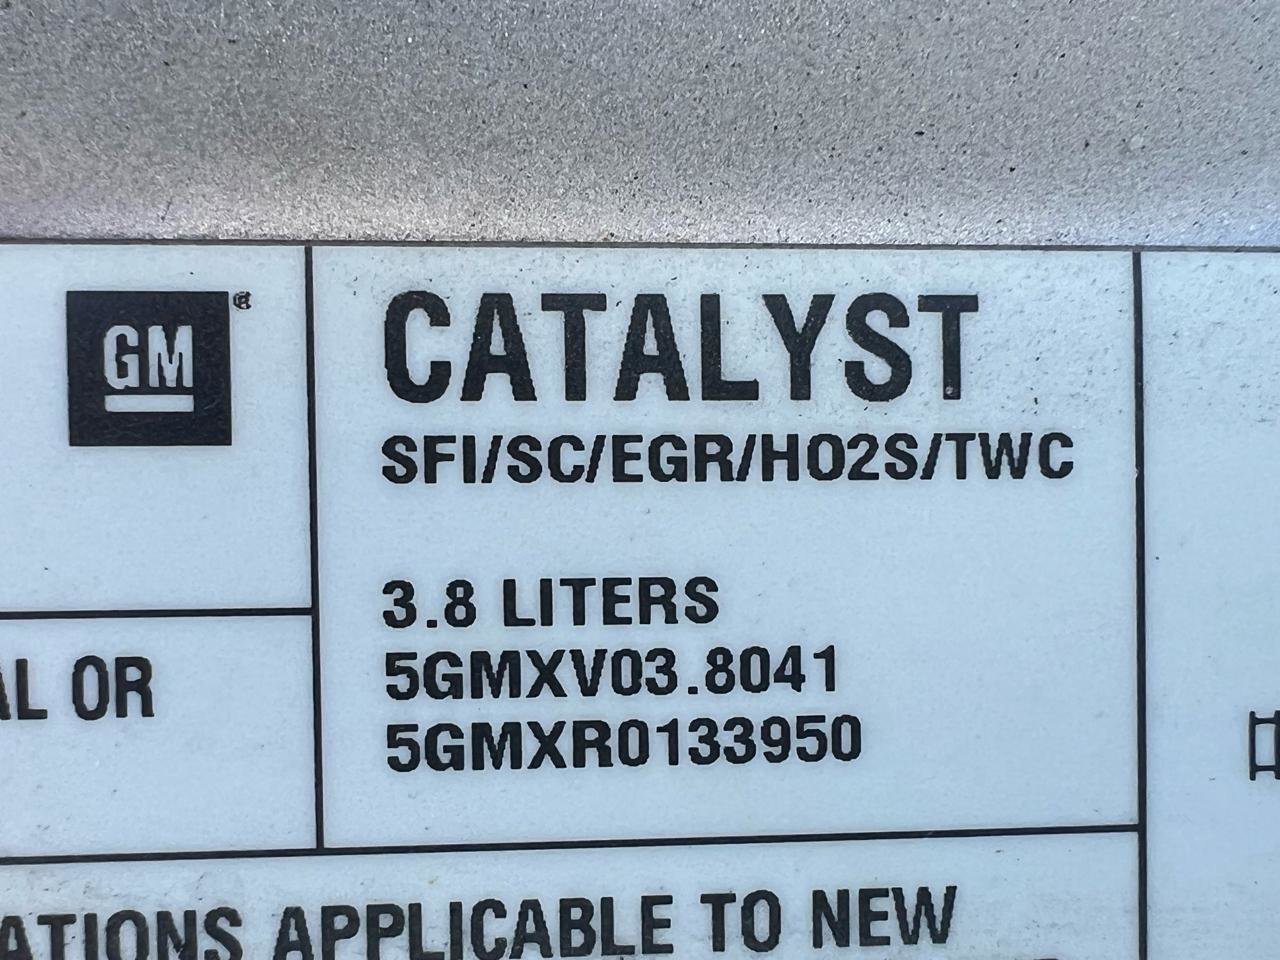 GM®
CATALYST
SFI/SC/EGR/HO2S/TWC
3.8 LITERS
5GMXV03.8041
5GMXR0133950
AL OR
ATIONS APPLICABLE TO NEW